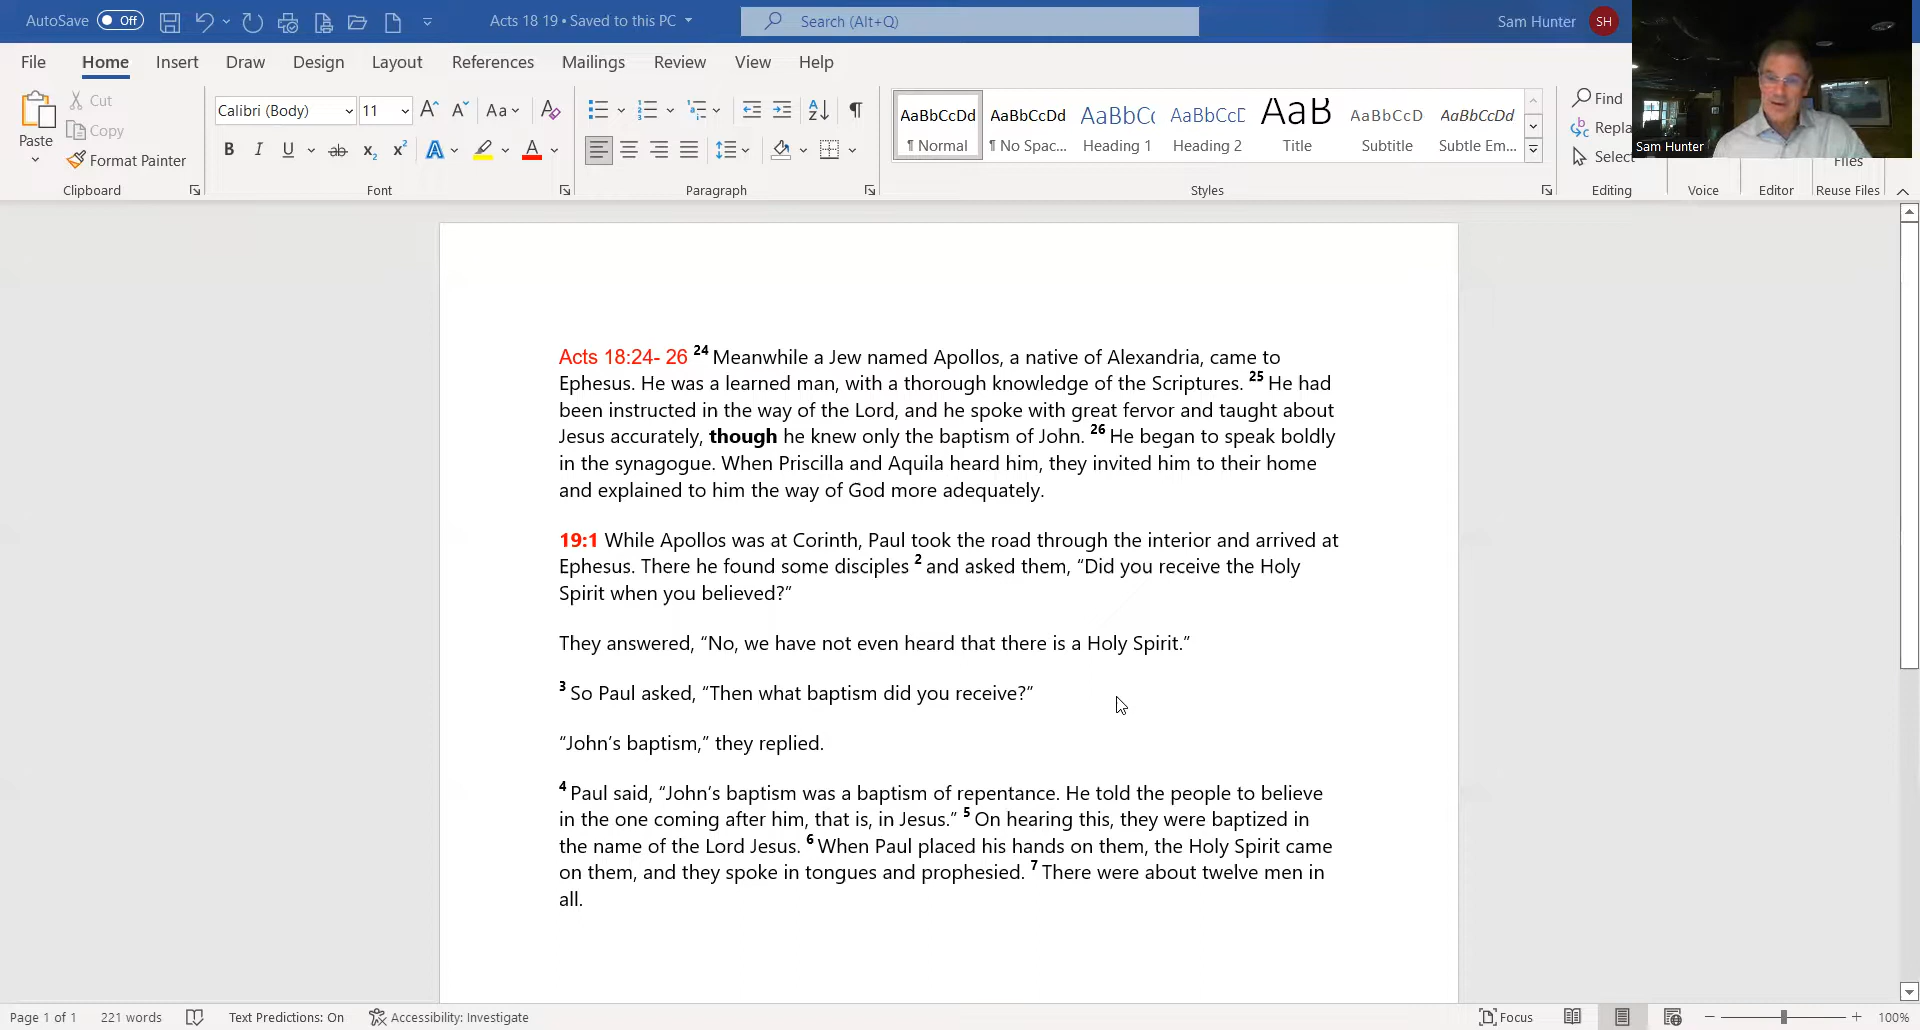 AutoSave Off Acts 18 19 • Saved to this PC Search (Alt+Q) Sam Hunter SH
File Home Insert Draw Design Layout References Mailings Review View Help
Paste Cut Copy Format Painter
Calibri (Body) 11 Aa
B I U ab x₂ x² A A
AaBbCcDd AaBbCcDd AaBbCc AaBbCcD AaB AaBbCcD AaBbCcDd
¶ Normal ¶ No Spac... Heading 1 Heading 2 Title Subtitle Subtle Em...
Find
Repla
Select
Sam Hunter
Files
Clipboard Font Paragraph Styles Editing Voice Editor Reuse Files
Acts 18:24- 26 24 Meanwhile a Jew named Apollos, a native of Alexandria, came to
Ephesus. He was a learned man, with a thorough knowledge of the Scriptures. 25 He had
been instructed in the way of the Lord, and he spoke with great fervor and taught about
Jesus accurately, though he knew only the baptism of John. 26 He began to speak boldly
in the synagogue. When Priscilla and Aquila heard him, they invited him to their home
and explained to him the way of God more adequately.
19:1 While Apollos was at Corinth, Paul took the road through the interior and arrived at
Ephesus. There he found some disciples 2 and asked them, “Did you receive the Holy
Spirit when you believed?”
They answered, “No, we have not even heard that there is a Holy Spirit.”
3 So Paul asked, “Then what baptism did you receive?”
“John’s baptism,” they replied.
4 Paul said, “John’s baptism was a baptism of repentance. He told the people to believe
in the one coming after him, that is, in Jesus.” 5 On hearing this, they were baptized in
the name of the Lord Jesus. 6 When Paul placed his hands on them, the Holy Spirit came
on them, and they spoke in tongues and prophesied. 7 There were about twelve men in
all.
Page 1 of 1 221 words Text Predictions: On Accessibility: Investigate Focus 100%